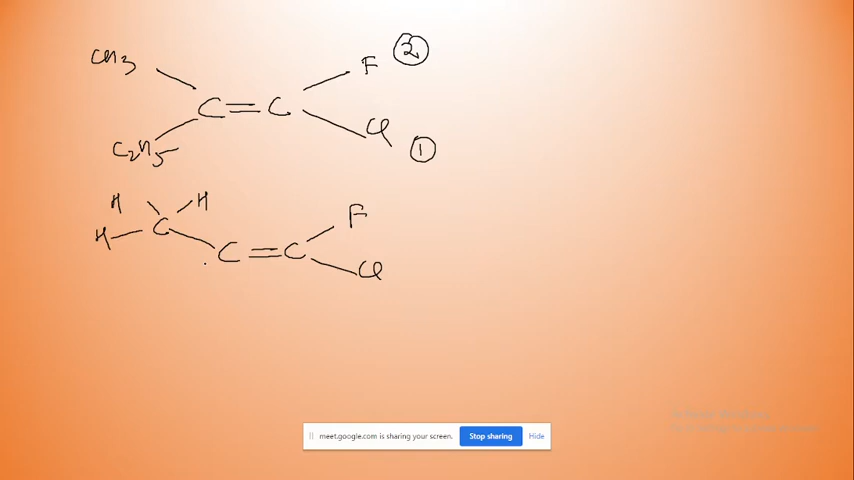 CH3 F 2
C=C
C2H5 Cl 1
H H F
H C
C=C
Cl
meet.google.com is sharing your screen. Stop sharing Hide